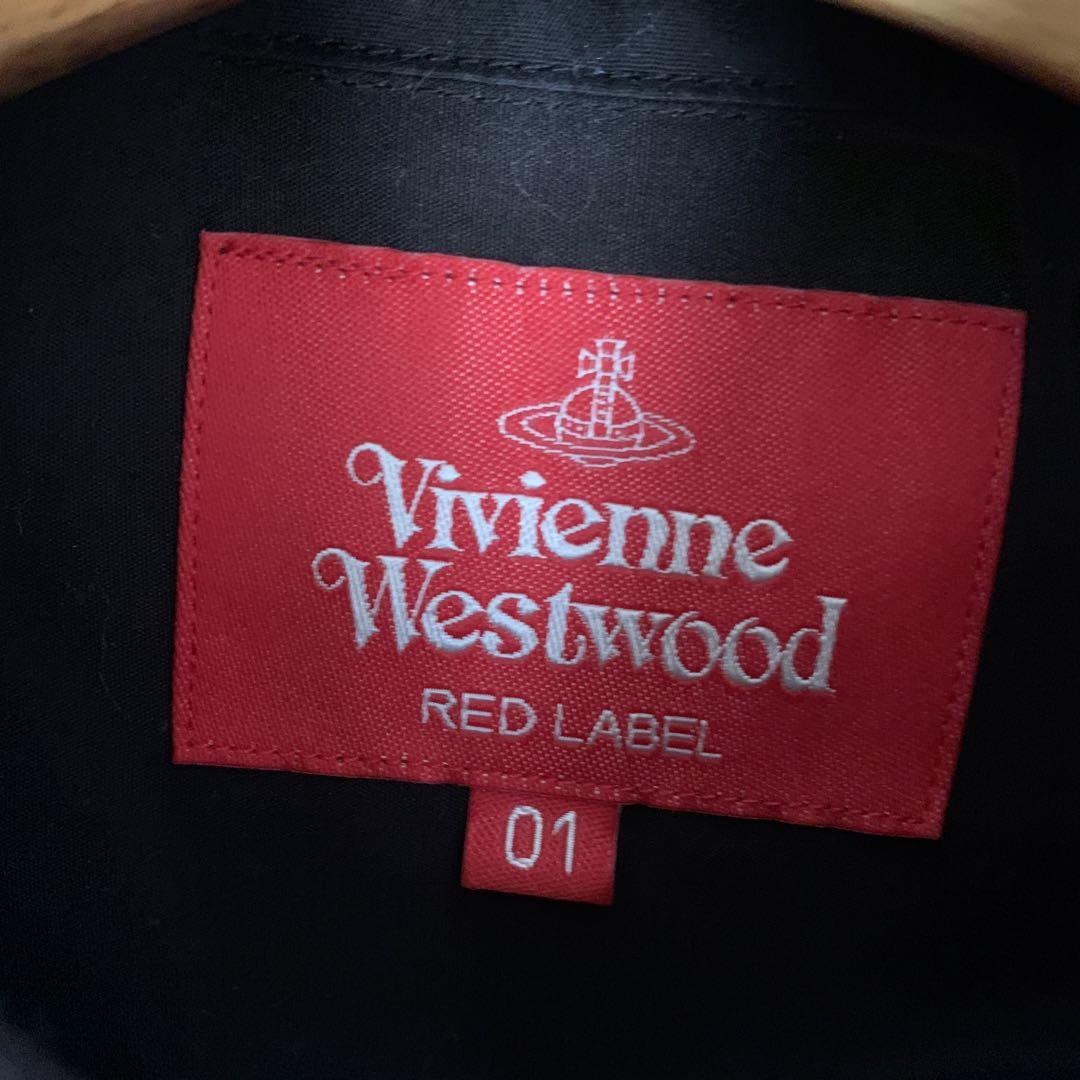 Vivienne
Westwood
RED LABEL
01